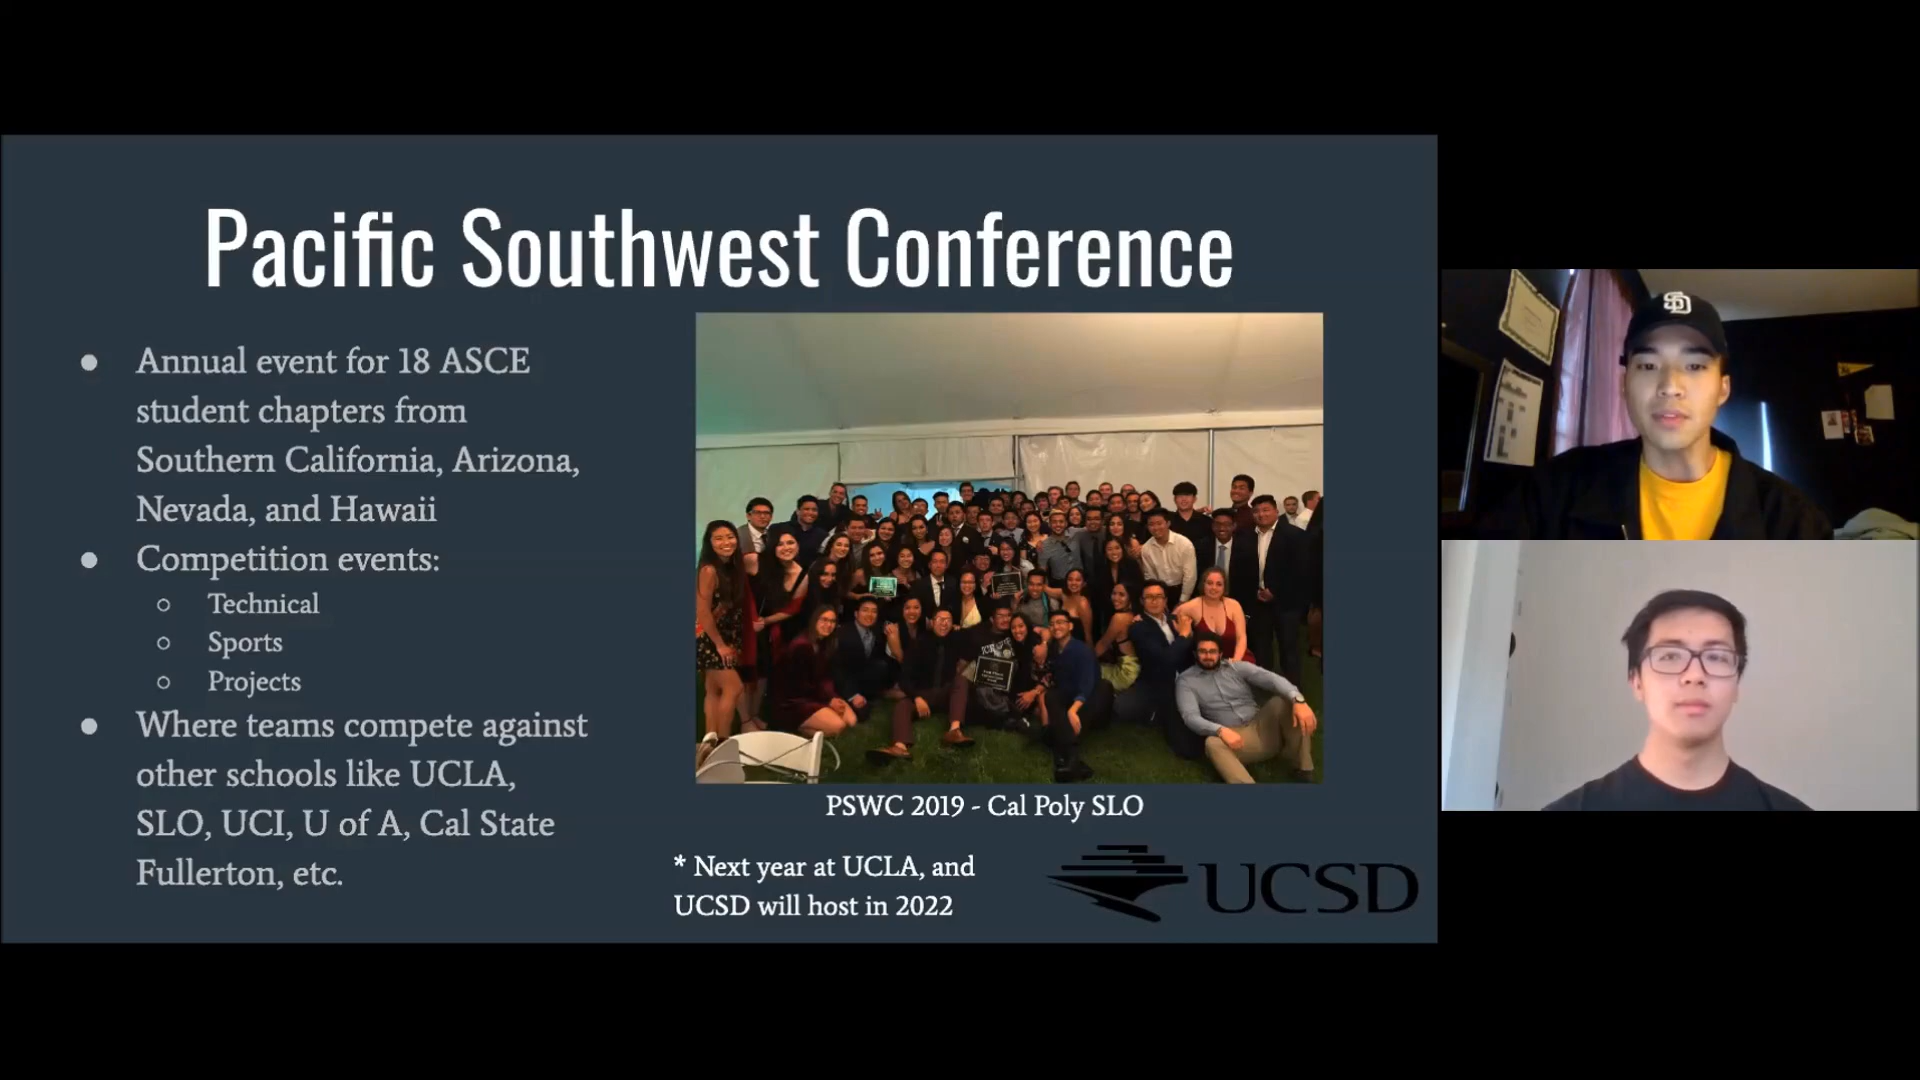 Pacific Southwest Conference
● Annual event for 18 ASCE
student chapters from
Southern California, Arizona,
Nevada, and Hawaii
● Competition events:
○ Technical
○ Sports
○ Projects
● Where teams compete against
other schools like UCLA,
SLO, UCI, U of A, Cal State
Fullerton, etc.
PSWC 2019 - Cal Poly SLO
* Next year at UCLA, and
UCSD will host in 2022
UCSD
SD